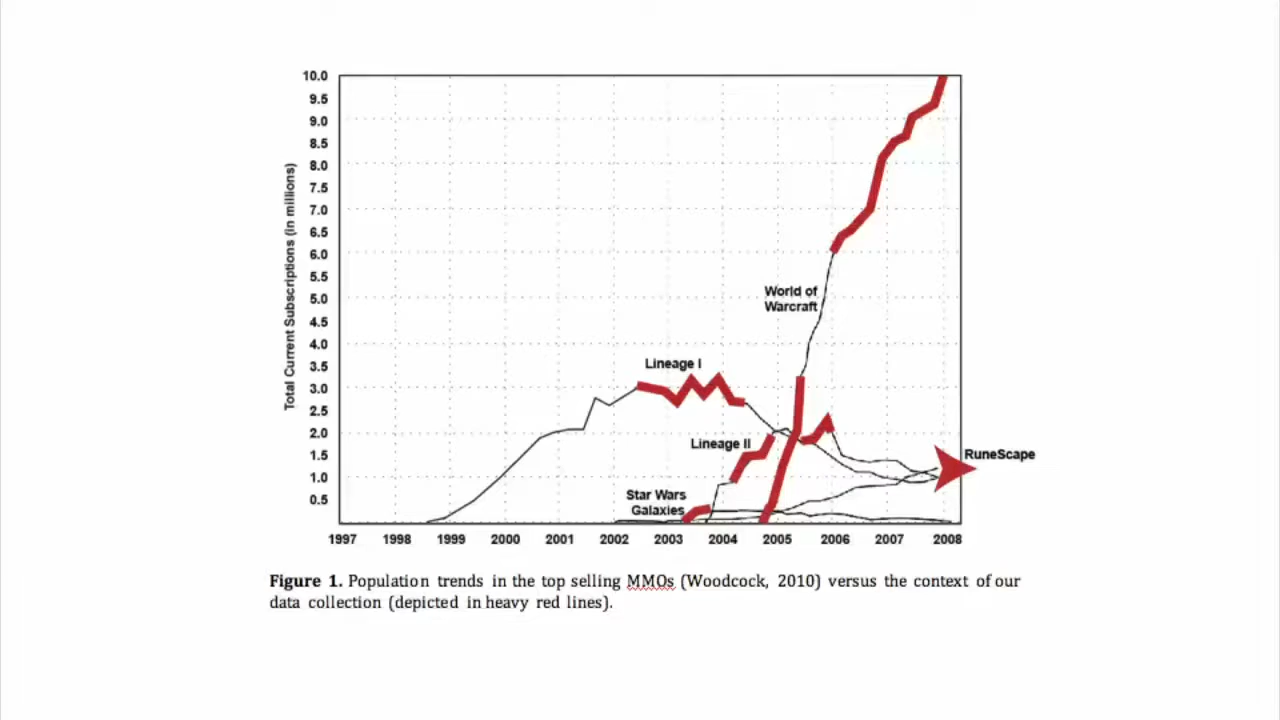 10.0
9.5
9.0
8.5
8.0
7.5
7.0
6.5
6.0
5.5
5.0
4.5
4.0
3.5
3.0
2.5
2.0
1.5
1.0
0.5
Total Current Subscriptions (in millions)
World of
Warcraft
Lineage I
Lineage II
RuneScape
Star Wars
Galaxies
1997 1998 1999 2000 2001 2002 2003 2004 2005 2006 2007 2008
Figure 1. Population trends in the top selling MMOs (Woodcock, 2010) versus the context of our
data collection (depicted in heavy red lines).